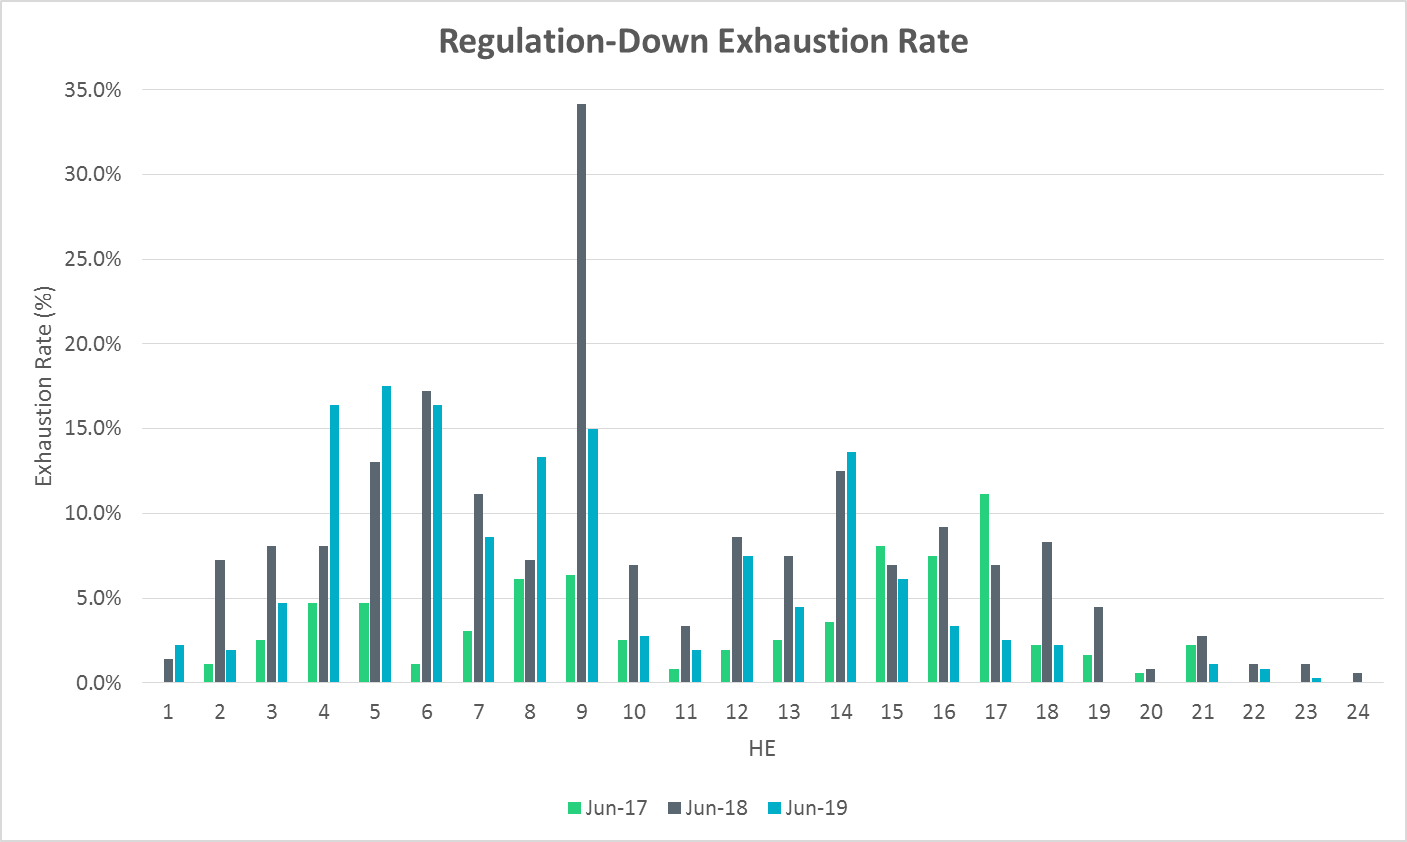 Regulation-Down Exhaustion Rate
35.0%
30.0%
25.0%
20.0%
15.0%
10.0%
5.0%
0.0%
Exhaustion Rate (%)
1 2 3 4 5 6 7 8 9 10 11 12 13 14 15 16 17 18 19 20 21 22 23 24
HE
Jun-17 Jun-18 Jun-19